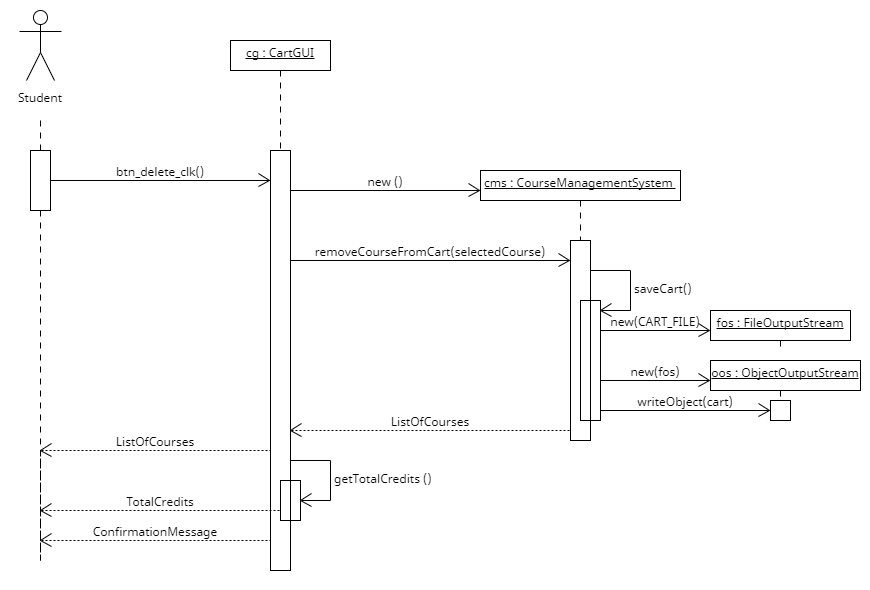 cg : CartGUI
Student
btn_delete_clk()
new ()
cms : CourseManagementSystem
removeCourseFromCart(selectedCourse)
saveCart()
new(CART_FILE)
fos : FileOutputStream
new(fos)
oos : ObjectOutputStream
writeObject(cart)
ListOfCourses
ListOfCourses
getTotalCredits ()
TotalCredits
ConfirmationMessage